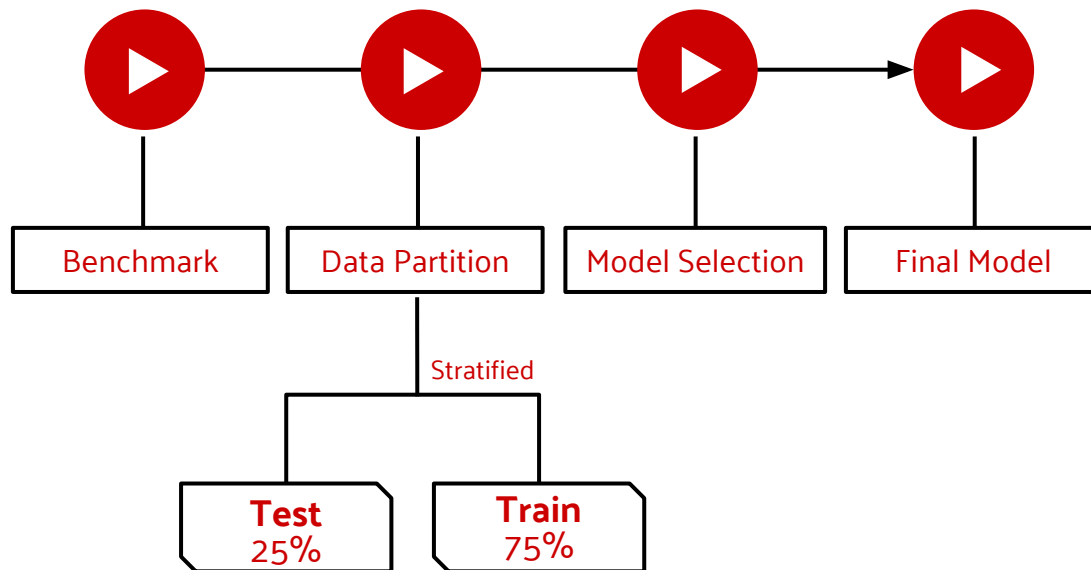 Benchmark
Data Partition
Model Selection
Final Model
Stratified
Test
25%
Train
75%